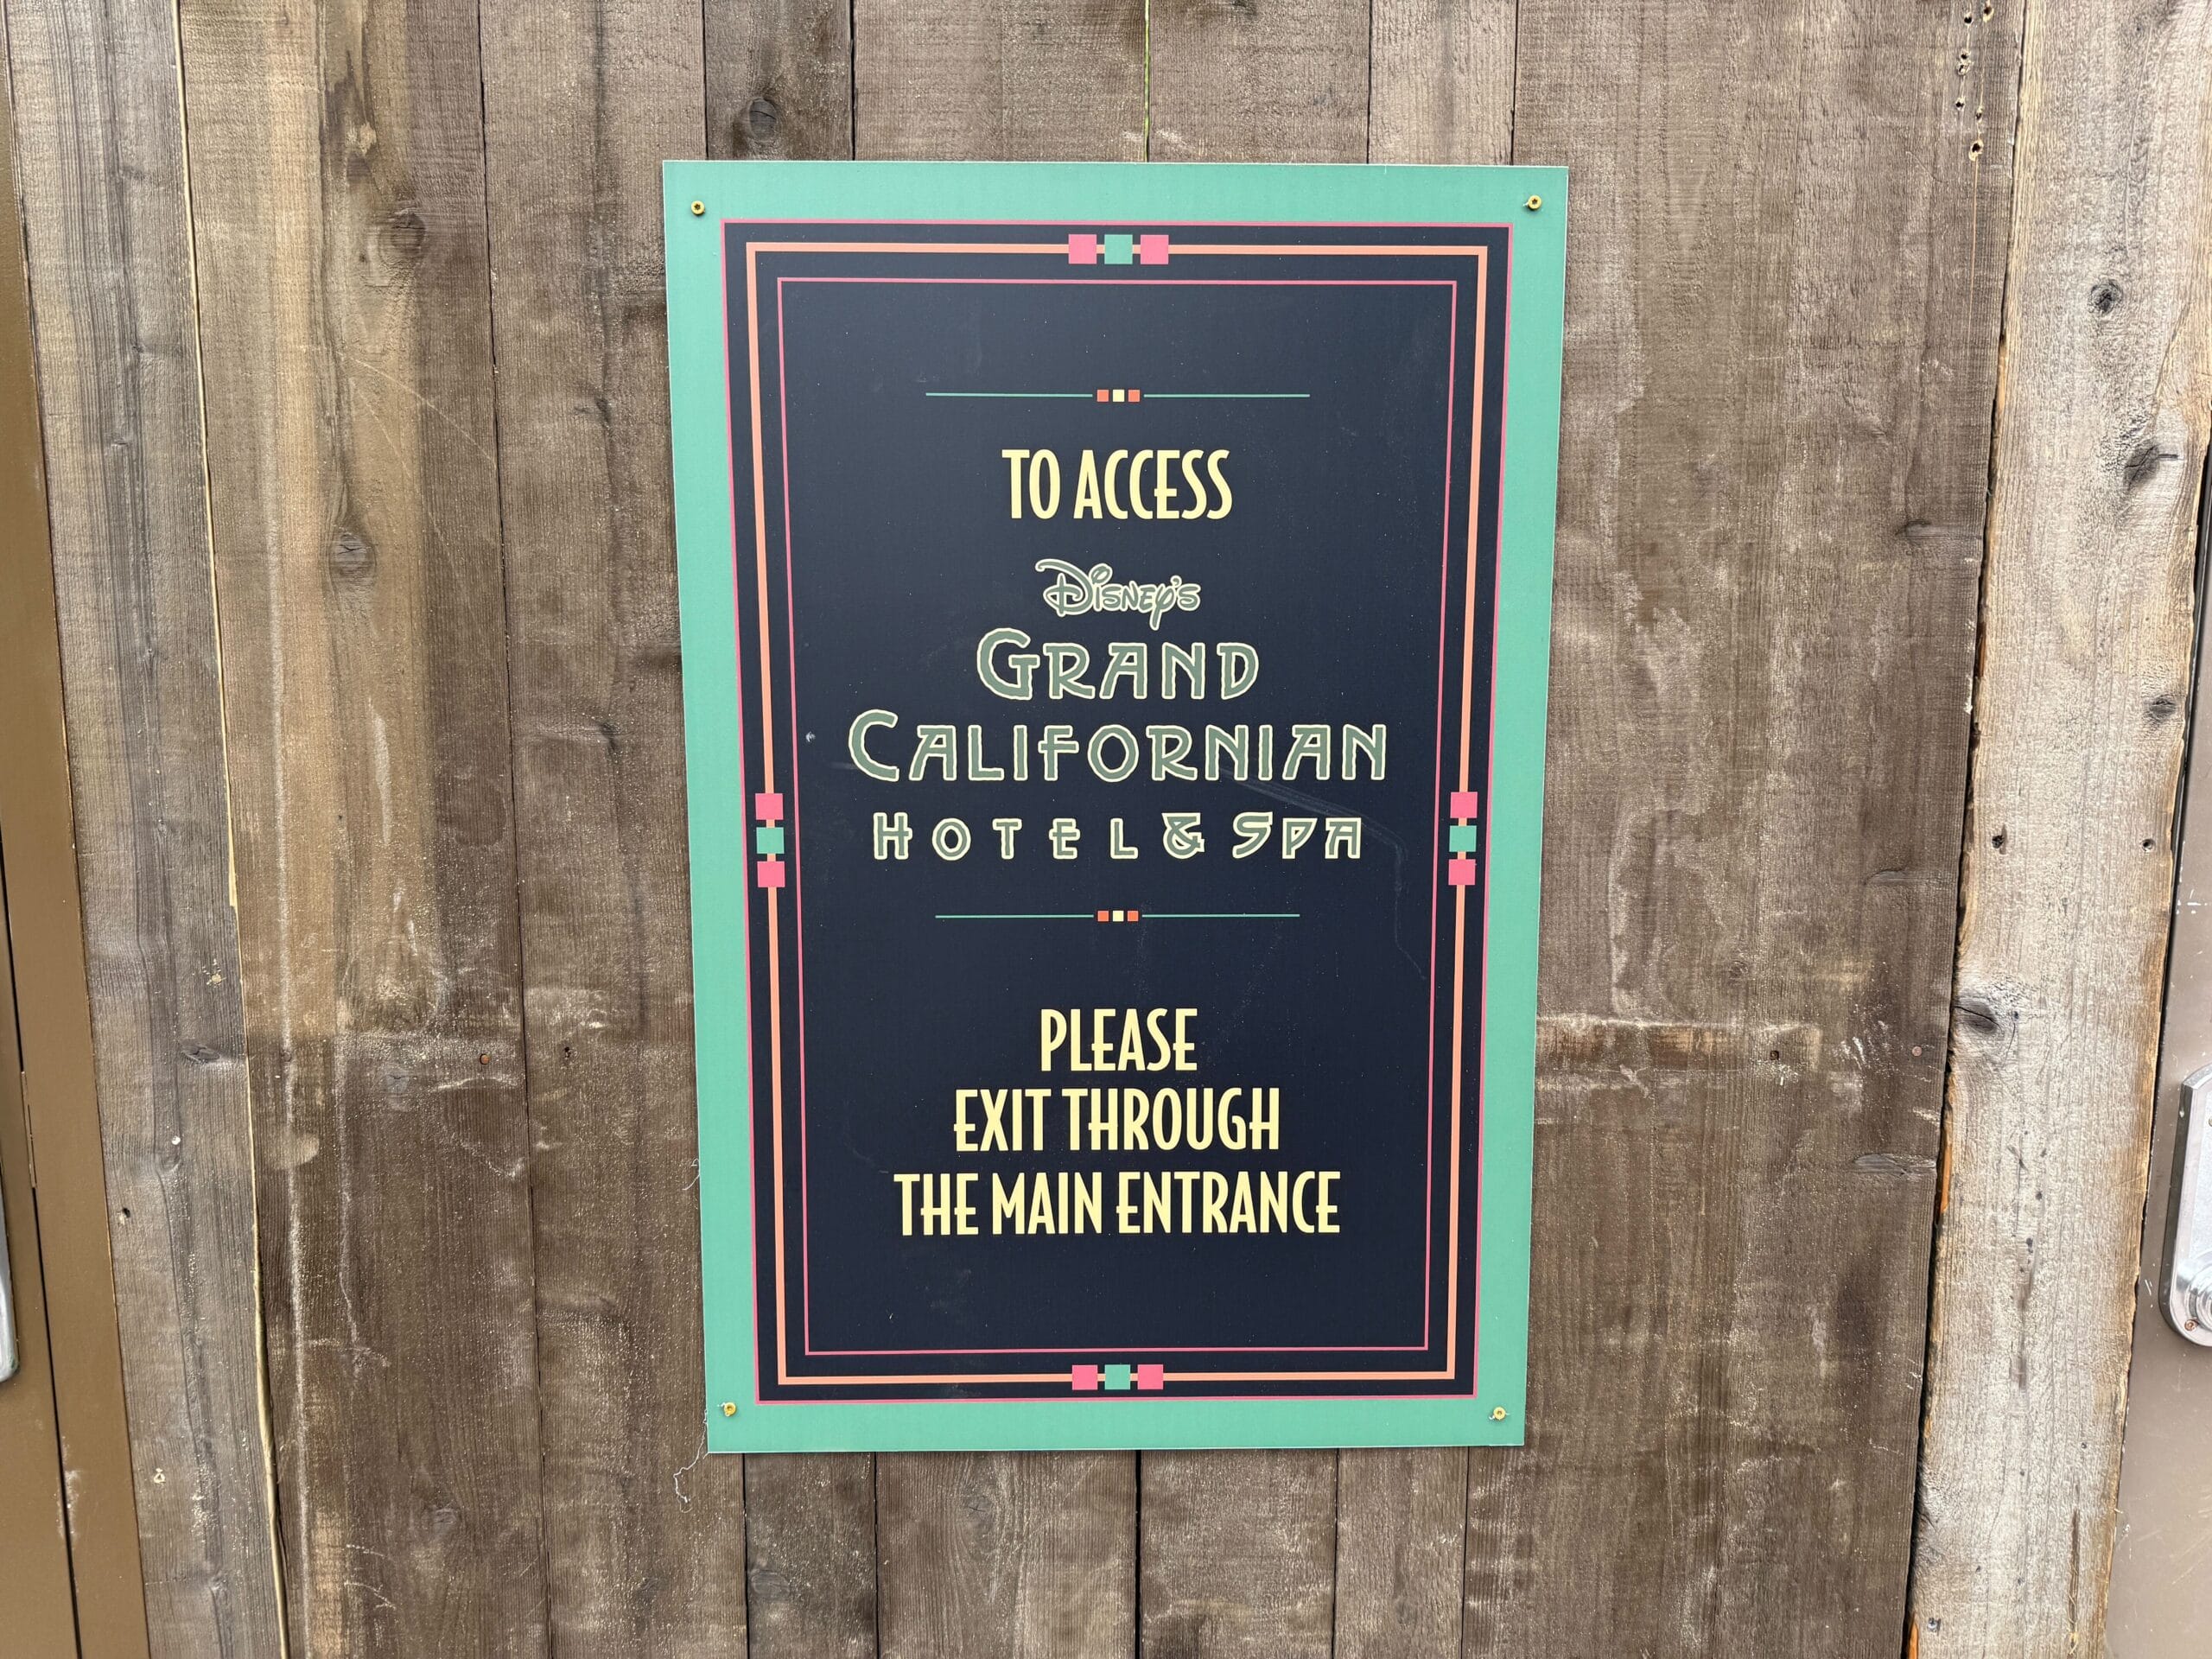 TO ACCESS
Disney's
GRAND
CALIFORNIAN
HOTEL & SPA
PLEASE
EXIT THROUGH
THE MAIN ENTRANCE